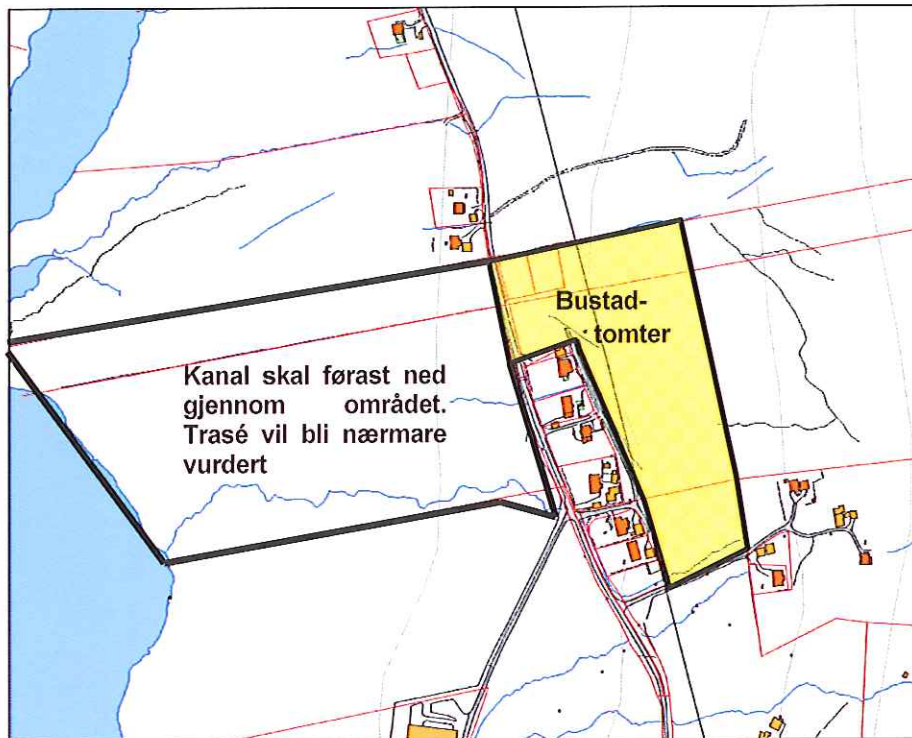 Bustad-
tomter
Kanal skal førast ned
gjennom området.
Trasé vil bli nærmare
vurdert